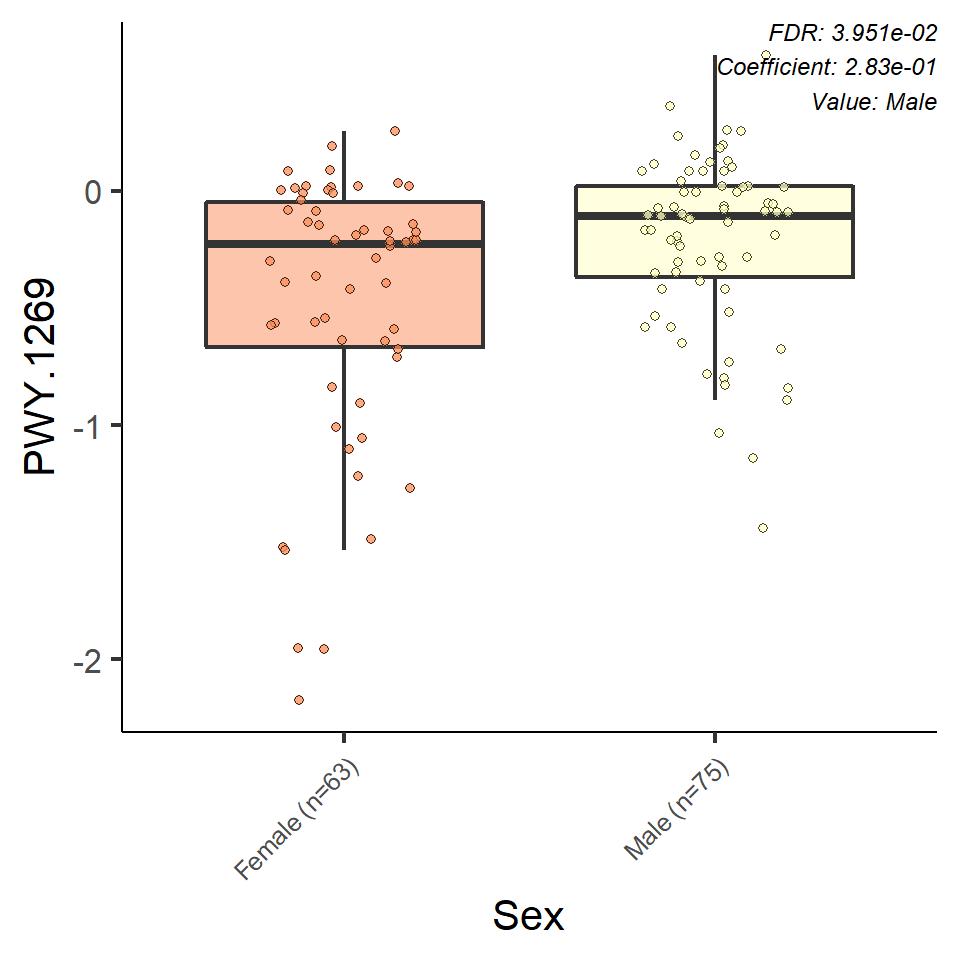 FDR: 3.951e-02
Coefficient: 2.83e-01
Value: Male
PWY.1269
0
-1
-2
Female (n=63)
Male (n=75)
Sex